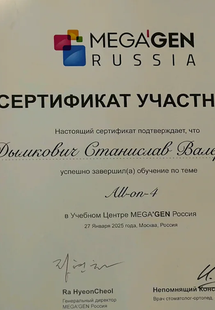 MEGA'GEN
RUSSIA
СЕРТИФИКАТ УЧАСТН
Настоящий сертификат подтверждает, что
Дымкович Станислав Вале
успешно завершил(а) обучение по теме
All-on-4
в Учебном Центре MEGA'GEN Россия
27 Января 2025 года, Москва, Россия
Ra HyeonCheol
Непомнящий Конс
Генеральный директор
Врач стоматолог-ортопед
MEGA'GEN Россия